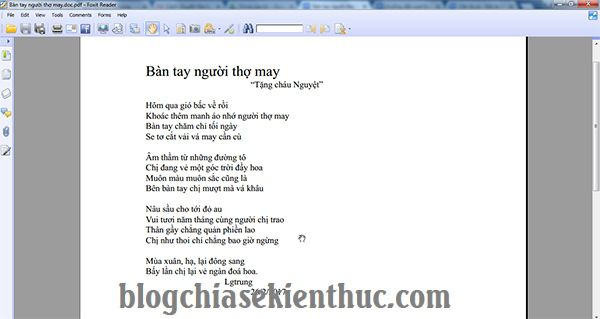 Bàn tay người thợ may.doc.pdf - Foxit Reader
File Edit View Tools Comments Forms Help
Bàn tay người thợ may
“Tặng cháu Nguyệt”
Hôm qua gió bấc về rồi
Khoác thêm manh áo nhớ người thợ may
Bàn tay chăm chỉ tối ngày
Se tơ cắt vải vá may cần cù
Âm thầm từ những đường tô
Chị đang vẽ một góc trời đầy hoa
Muôn màu muôn sắc cũng là
Bên bàn tay chị mượt mà vá khâu
Nâu sầu cho tới đỏ au
Vui tươi năm tháng cùng người chị trao
Thân gầy chẳng quản phiền lao
Chị như thoi chỉ chẳng bao giờ ngừng
Mùa xuân, hạ, lại đông sang
Bấy lần chị lại vẽ ngàn đoá hoa.
Lgtrung
blogchiasekienthuc.com